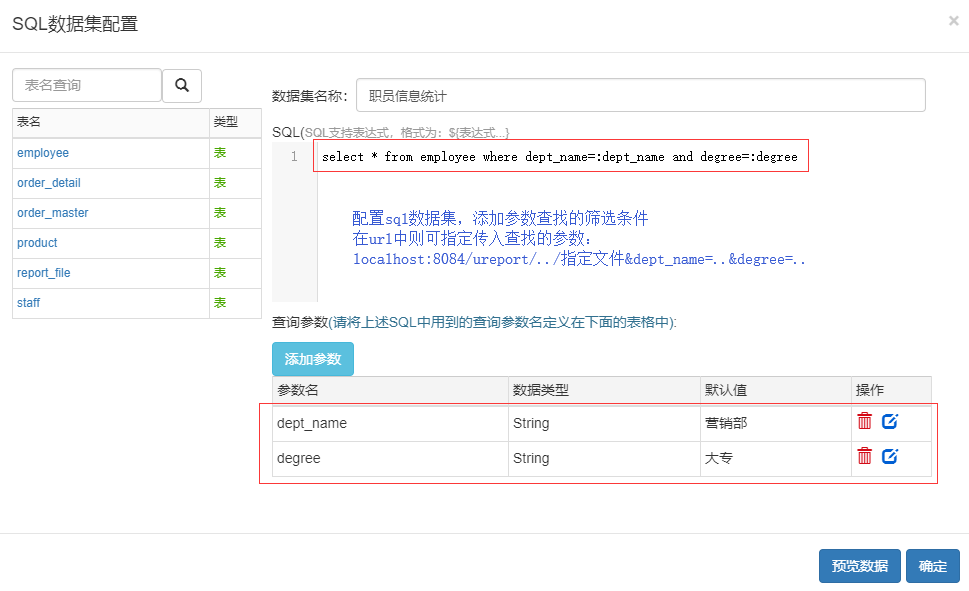 SQL数据集配置
×
表名查询
表名 类型
employee 表
order_detail 表
order_master 表
product 表
report_file 表
staff 表
数据集名称: 职员信息统计
SQL(SQL支持表达式，格式为：${表达式...}
1 select * from employee where dept_name=:dept_name and degree=:degree
配置sql数据集，添加参数查找的筛选条件
在url中则可指定传入查找的参数：
localhost:8084/ureport/../指定文件&dept_name=..&degree=..
查询参数(请将上述SQL中用到的查询参数名定义在下面的表格中):
添加参数
参数名 数据类型 默认值 操作
dept_name String 营销部
degree String 大专
预览数据 确定